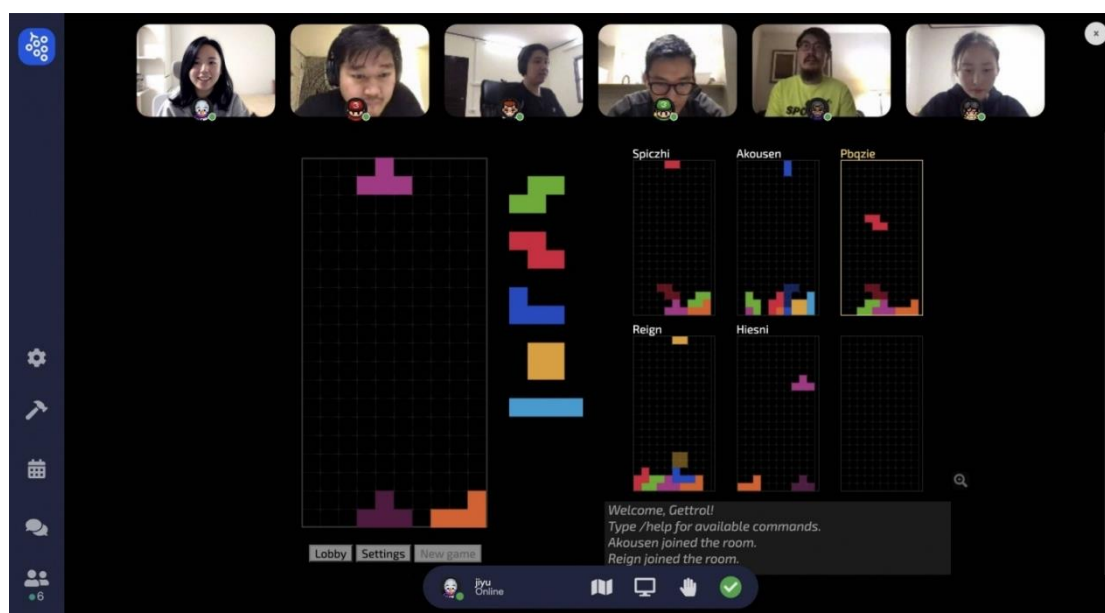 SPO
Spiczhi
Akousen
Pbqzie
Reign
Hiesni
Welcome, Gettrol!
Type /help for available commands.
Akousen joined the room.
Reign joined the room.
Lobby
Settings
New game
jiyu
Online
6
x